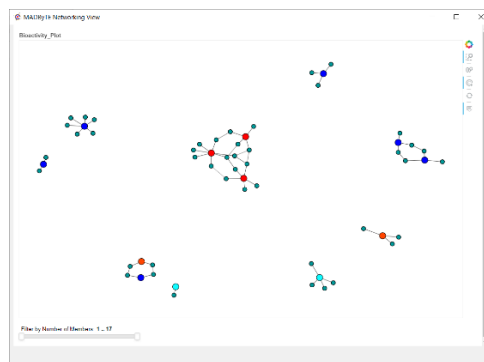 MADByTE Networking View
Bioactivity_Plot
Filter by Number of Members: 1 .. 17